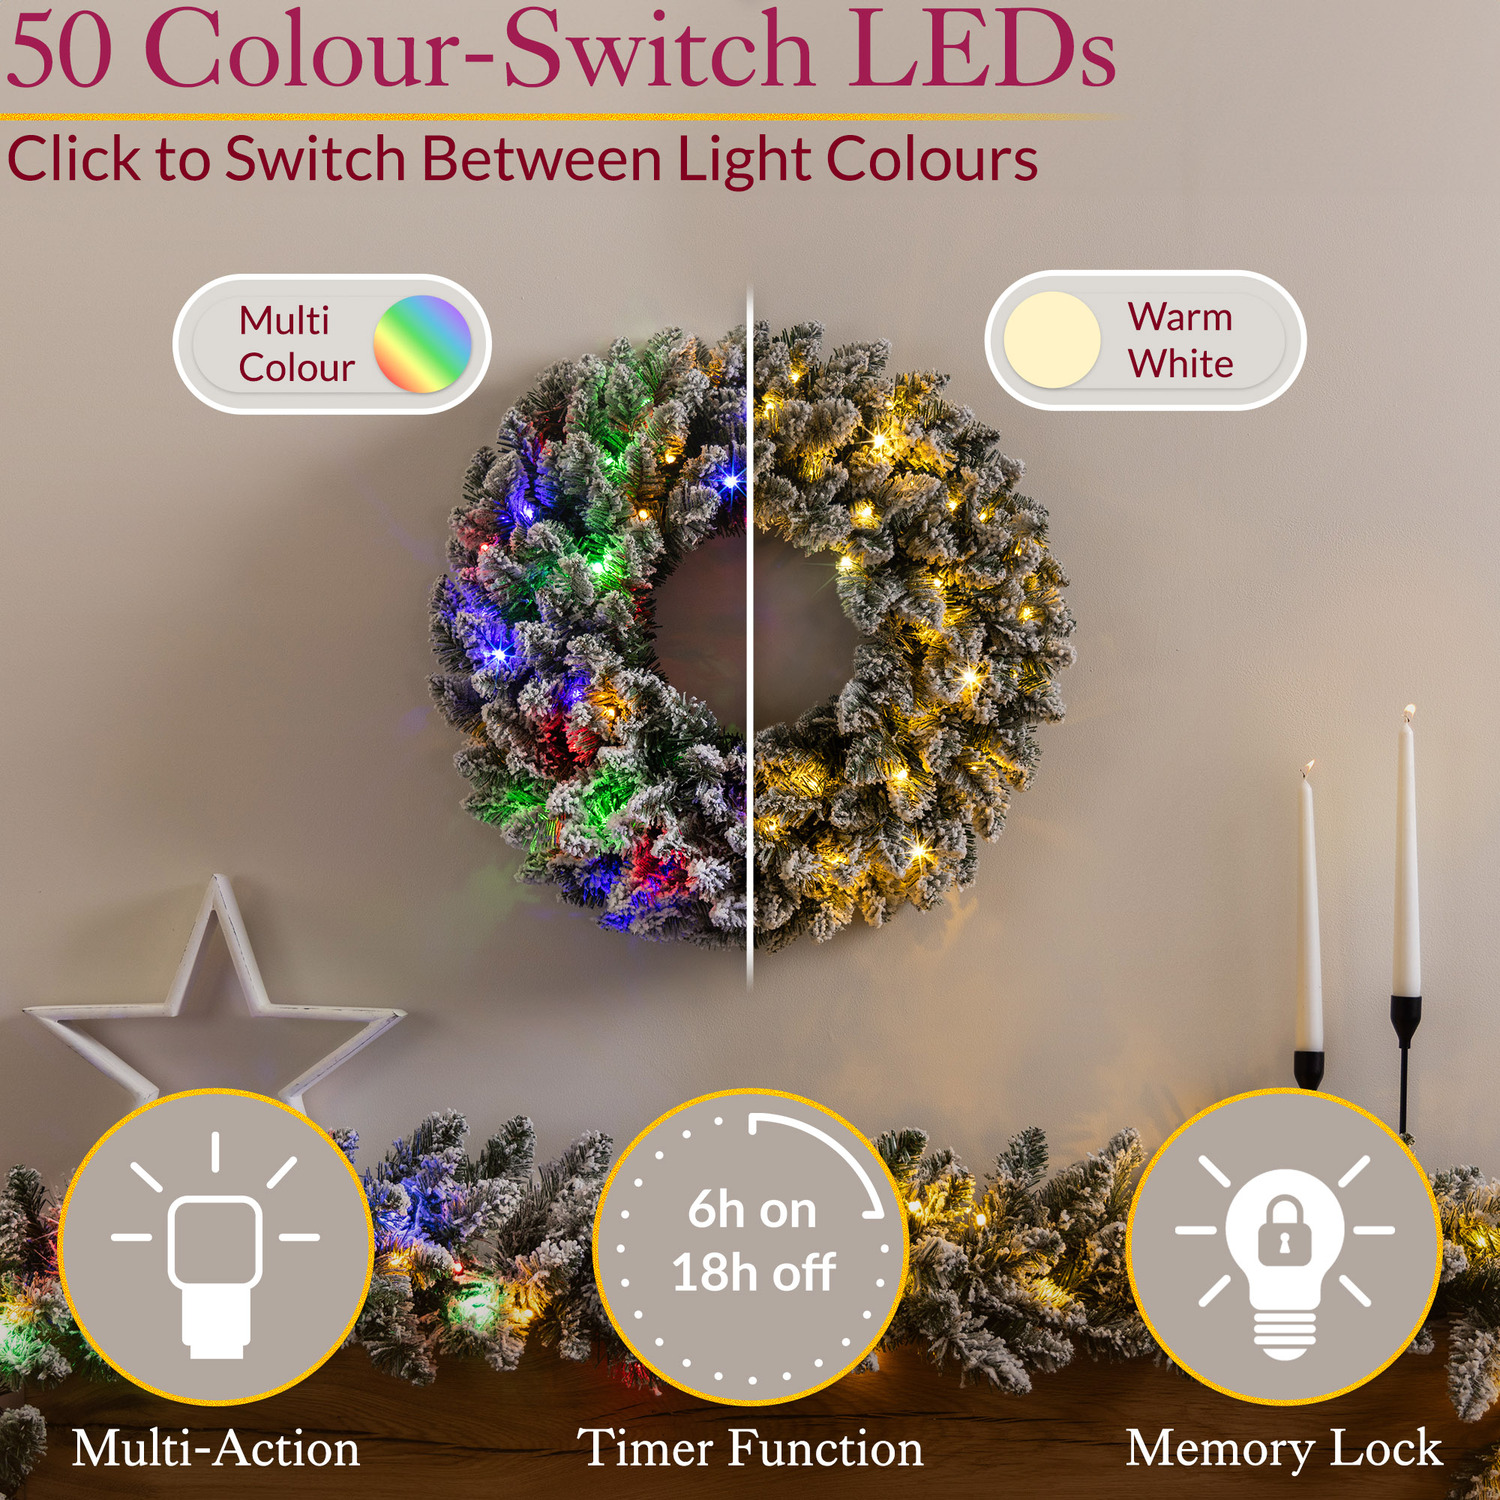 50 Colour-Switch LEDs
Click to Switch Between Light Colours
Multi
Colour
Warm
White
6h on
18h off
Multi-Action
Timer Function
Memory Lock